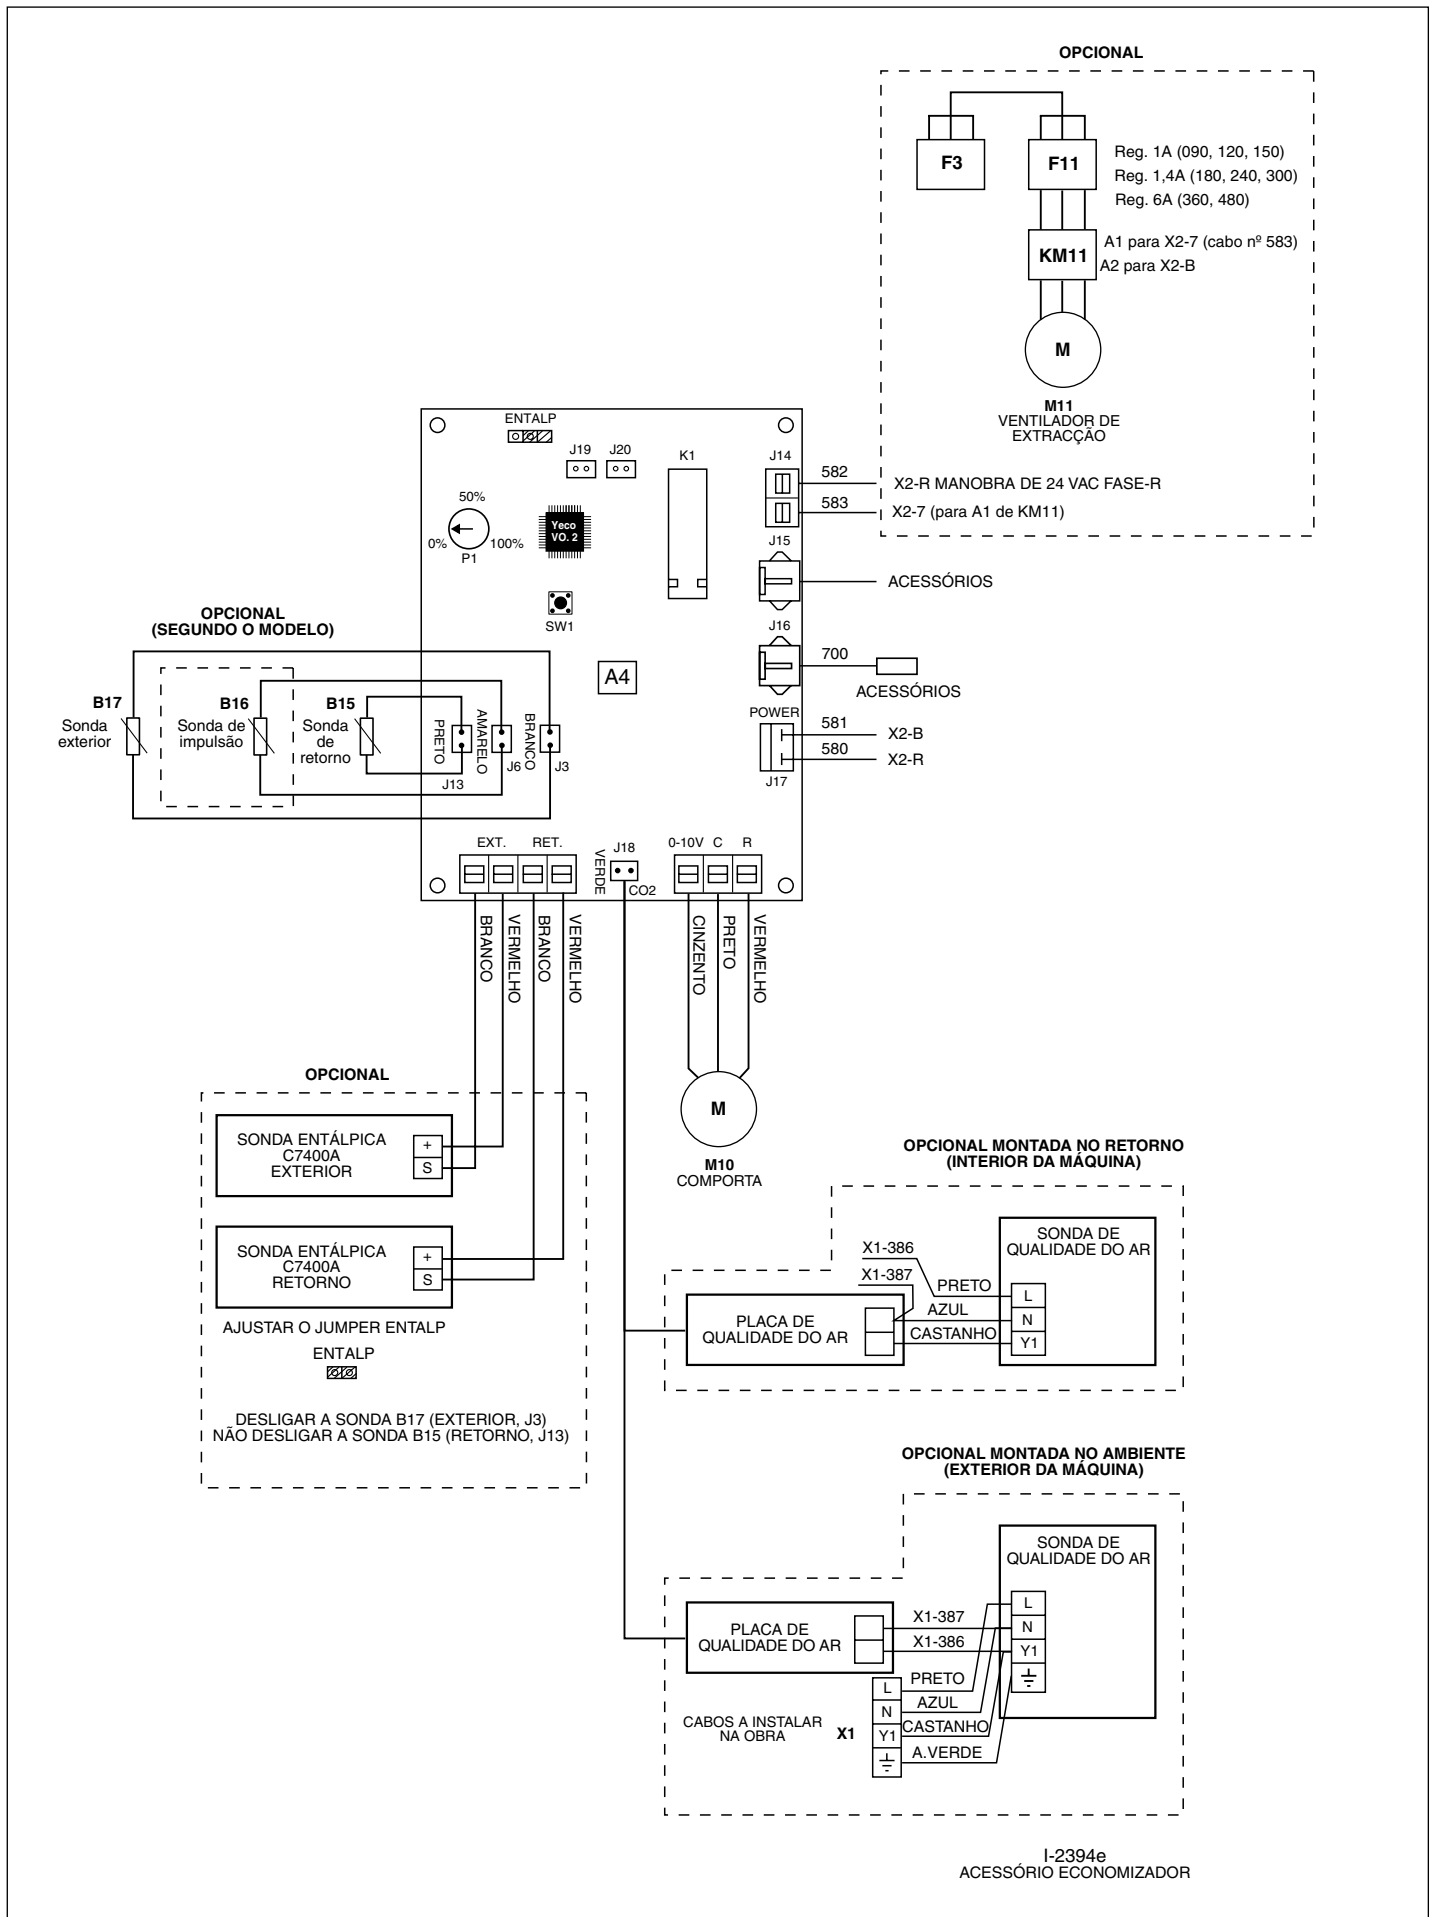 OPCIONAL
F3
F11
Reg. 1A (090, 120, 150)
Reg. 1,4A (180, 240, 300)
Reg. 6A (360, 480)
KM11
A1 para X2-7 (cabo nº 583)
A2 para X2-B
M
M11
VENTILADOR DE
EXTRACÇÃO
ENTALP
J19
J20
K1
J14
582
X2-R MANOBRA DE 24 VAC FASE-R
583
X2-7 (para A1 de KM11)
50%
0%
100%
P1
Yeco
VO. 2
J15
ACESSÓRIOS
SW1
J16
700
ACESSÓRIOS
A4
OPCIONAL
(SEGUNDO O MODELO)
B17
Sonda
exterior
B16
Sonda de
impulsão
B15
Sonda
de
retorno
PRETO
AMARELO
BRANCO
J13
J6
J3
POWER
581
X2-B
580
X2-R
J17
EXT.
RET.
VERDE
J18
CO2
0-10V
C
R
BRANCO
VERMELHO
BRANCO
VERMELHO
CINZENTO
PRETO
VERMELHO
M
M10
COMPORTA
OPCIONAL
SONDA ENTÁLPICA
C7400A
EXTERIOR
+
S
SONDA ENTÁLPICA
C7400A
RETORNO
+
S
AJUSTAR O JUMPER ENTALP
ENTALP
DESLIGAR A SONDA B17 (EXTERIOR, J3)
NÃO DESLIGAR A SONDA B15 (RETORNO, J13)
OPCIONAL MONTADA NO RETORNO
(INTERIOR DA MÁQUINA)
SONDA DE
QUALIDADE DO AR
X1-386
X1-387
PRETO
AZUL
CASTANHO
L
N
Y1
PLACA DE
QUALIDADE DO AR
OPCIONAL MONTADA NO AMBIENTE
(EXTERIOR DA MÁQUINA)
SONDA DE
QUALIDADE DO AR
L
N
Y1
PLACA DE
QUALIDADE DO AR
X1-387
X1-386
CABOS A INSTALAR
NA OBRA
X1
L
N
Y1
PRETO
AZUL
CASTANHO
A.VERDE
I-2394e
ACESSÓRIO ECONOMIZADOR